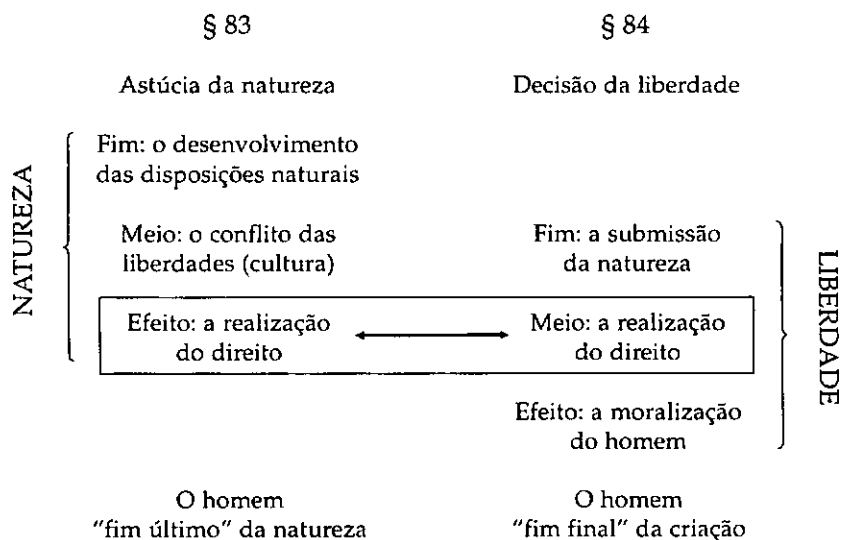 § 83
§ 84
Astúcia da natureza
Decisão da liberdade
NATUREZA
Fim: o desenvolvimento
das disposições naturais
Meio: o conflito das
liberdades (cultura)
Fim: a submissão
da natureza
LIBERDADE
Efeito: a realização
do direito
Meio: a realização
do direito
Efeito: a moralização
do homem
O homem
"fim último" da natureza
O homem
"fim final" da criação